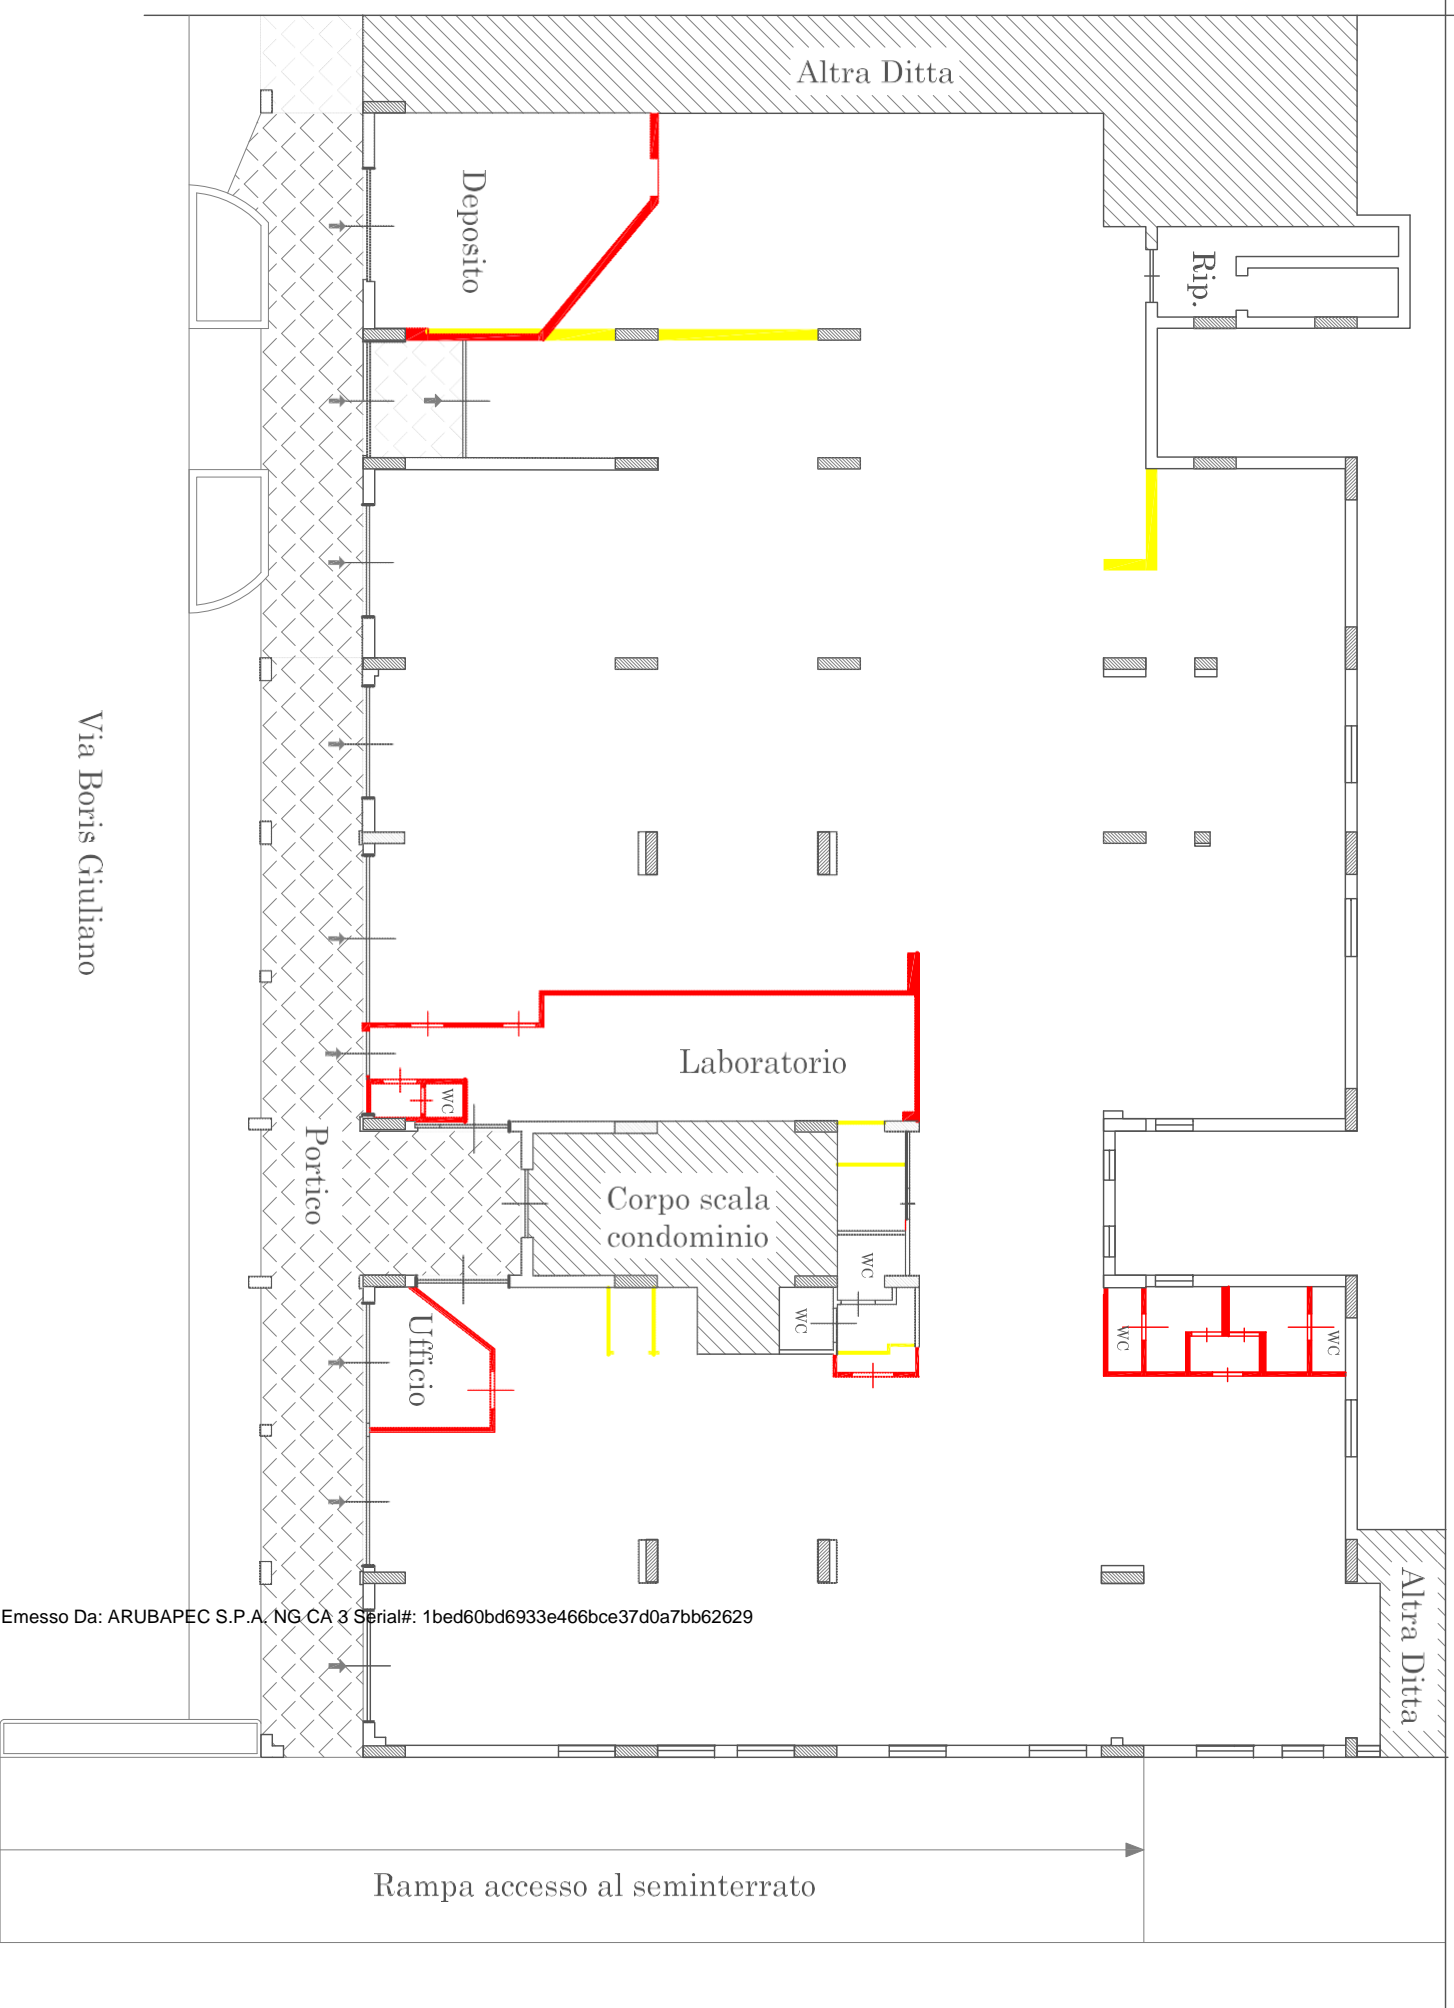 Altra Ditta
Deposito
Rip.
Via Boris Giuliano
Laboratorio
wc
Portico
Corpo scala
condominio
wc
wc
Ufficio
wc
wc
Altra Ditta
Emesso Da: ARUBAPEC S.P.A. NG CA 3 Serial#: 1bed60bd6933e466bce37d0a7bb62629
Rampa accesso al seminterrato